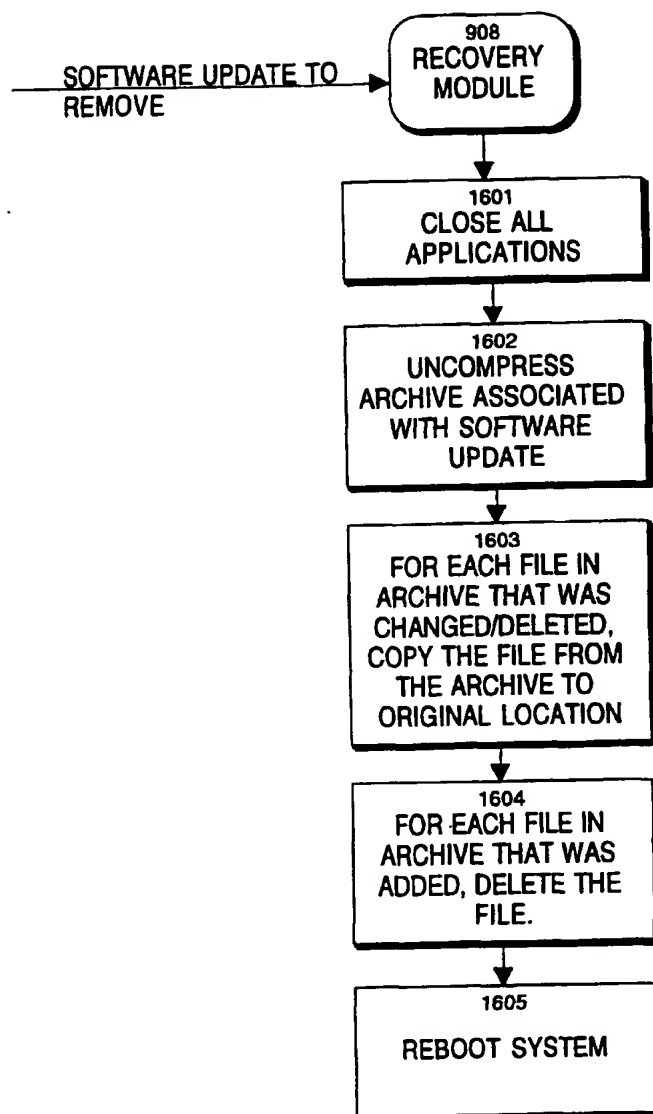 SOFTWARE UPDATE TO
REMOVE
908
RECOVERY
MODULE
1601
CLOSE ALL
APPLICATIONS
1602
UNCOMPRESS
ARCHIVE ASSOCIATED
WITH SOFTWARE
UPDATE
1603
FOR EACH FILE IN
ARCHIVE THAT WAS
CHANGED/DELETED,
COPY THE FILE FROM
THE ARCHIVE TO
ORIGINAL LOCATION
1604
FOR EACH FILE IN
ARCHIVE THAT WAS
ADDED, DELETE THE
FILE.
1605
REBOOT SYSTEM